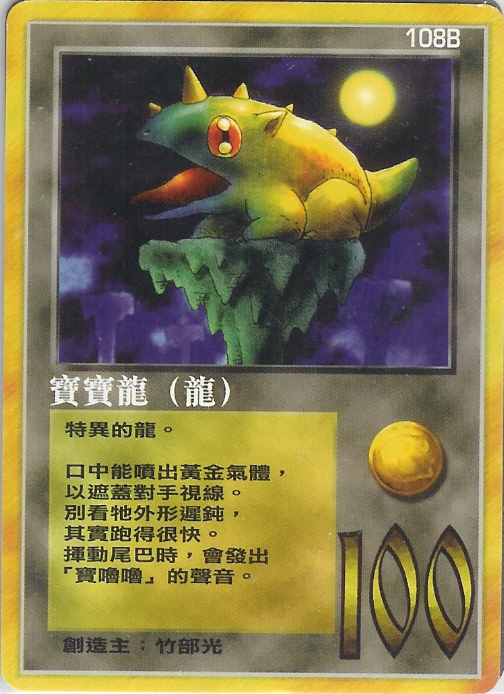 108B
寶寶龍（龍）
特異的龍。
口中能噴出黃金氣體，
以遮蓋對手視線。
別看牠外形遲鈍，
其實跑得很快。
揮動尾巴時，會發出
「寶嚕嚕」的聲音。
100
創造主：竹部光